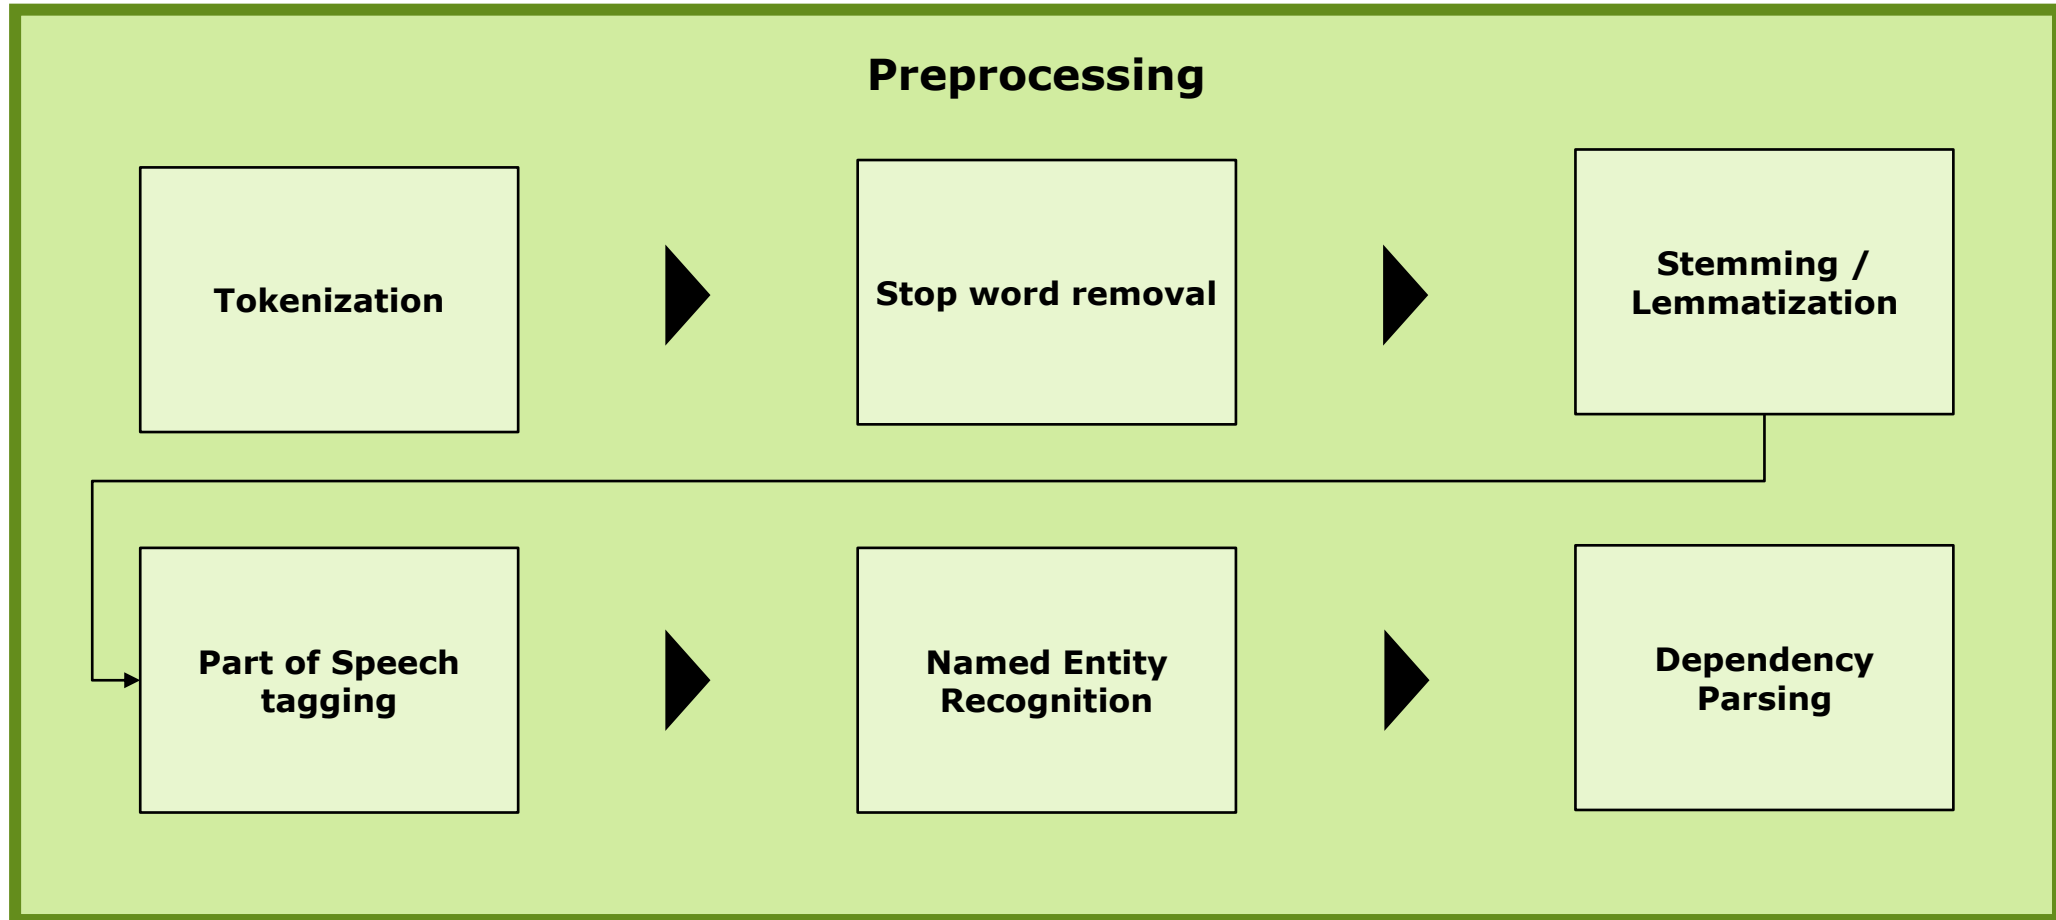 Preprocessing
Tokenization
Stop word removal
Stemming /
Lemmatization
Part of Speech
tagging
Named Entity
Recognition
Dependency
Parsing